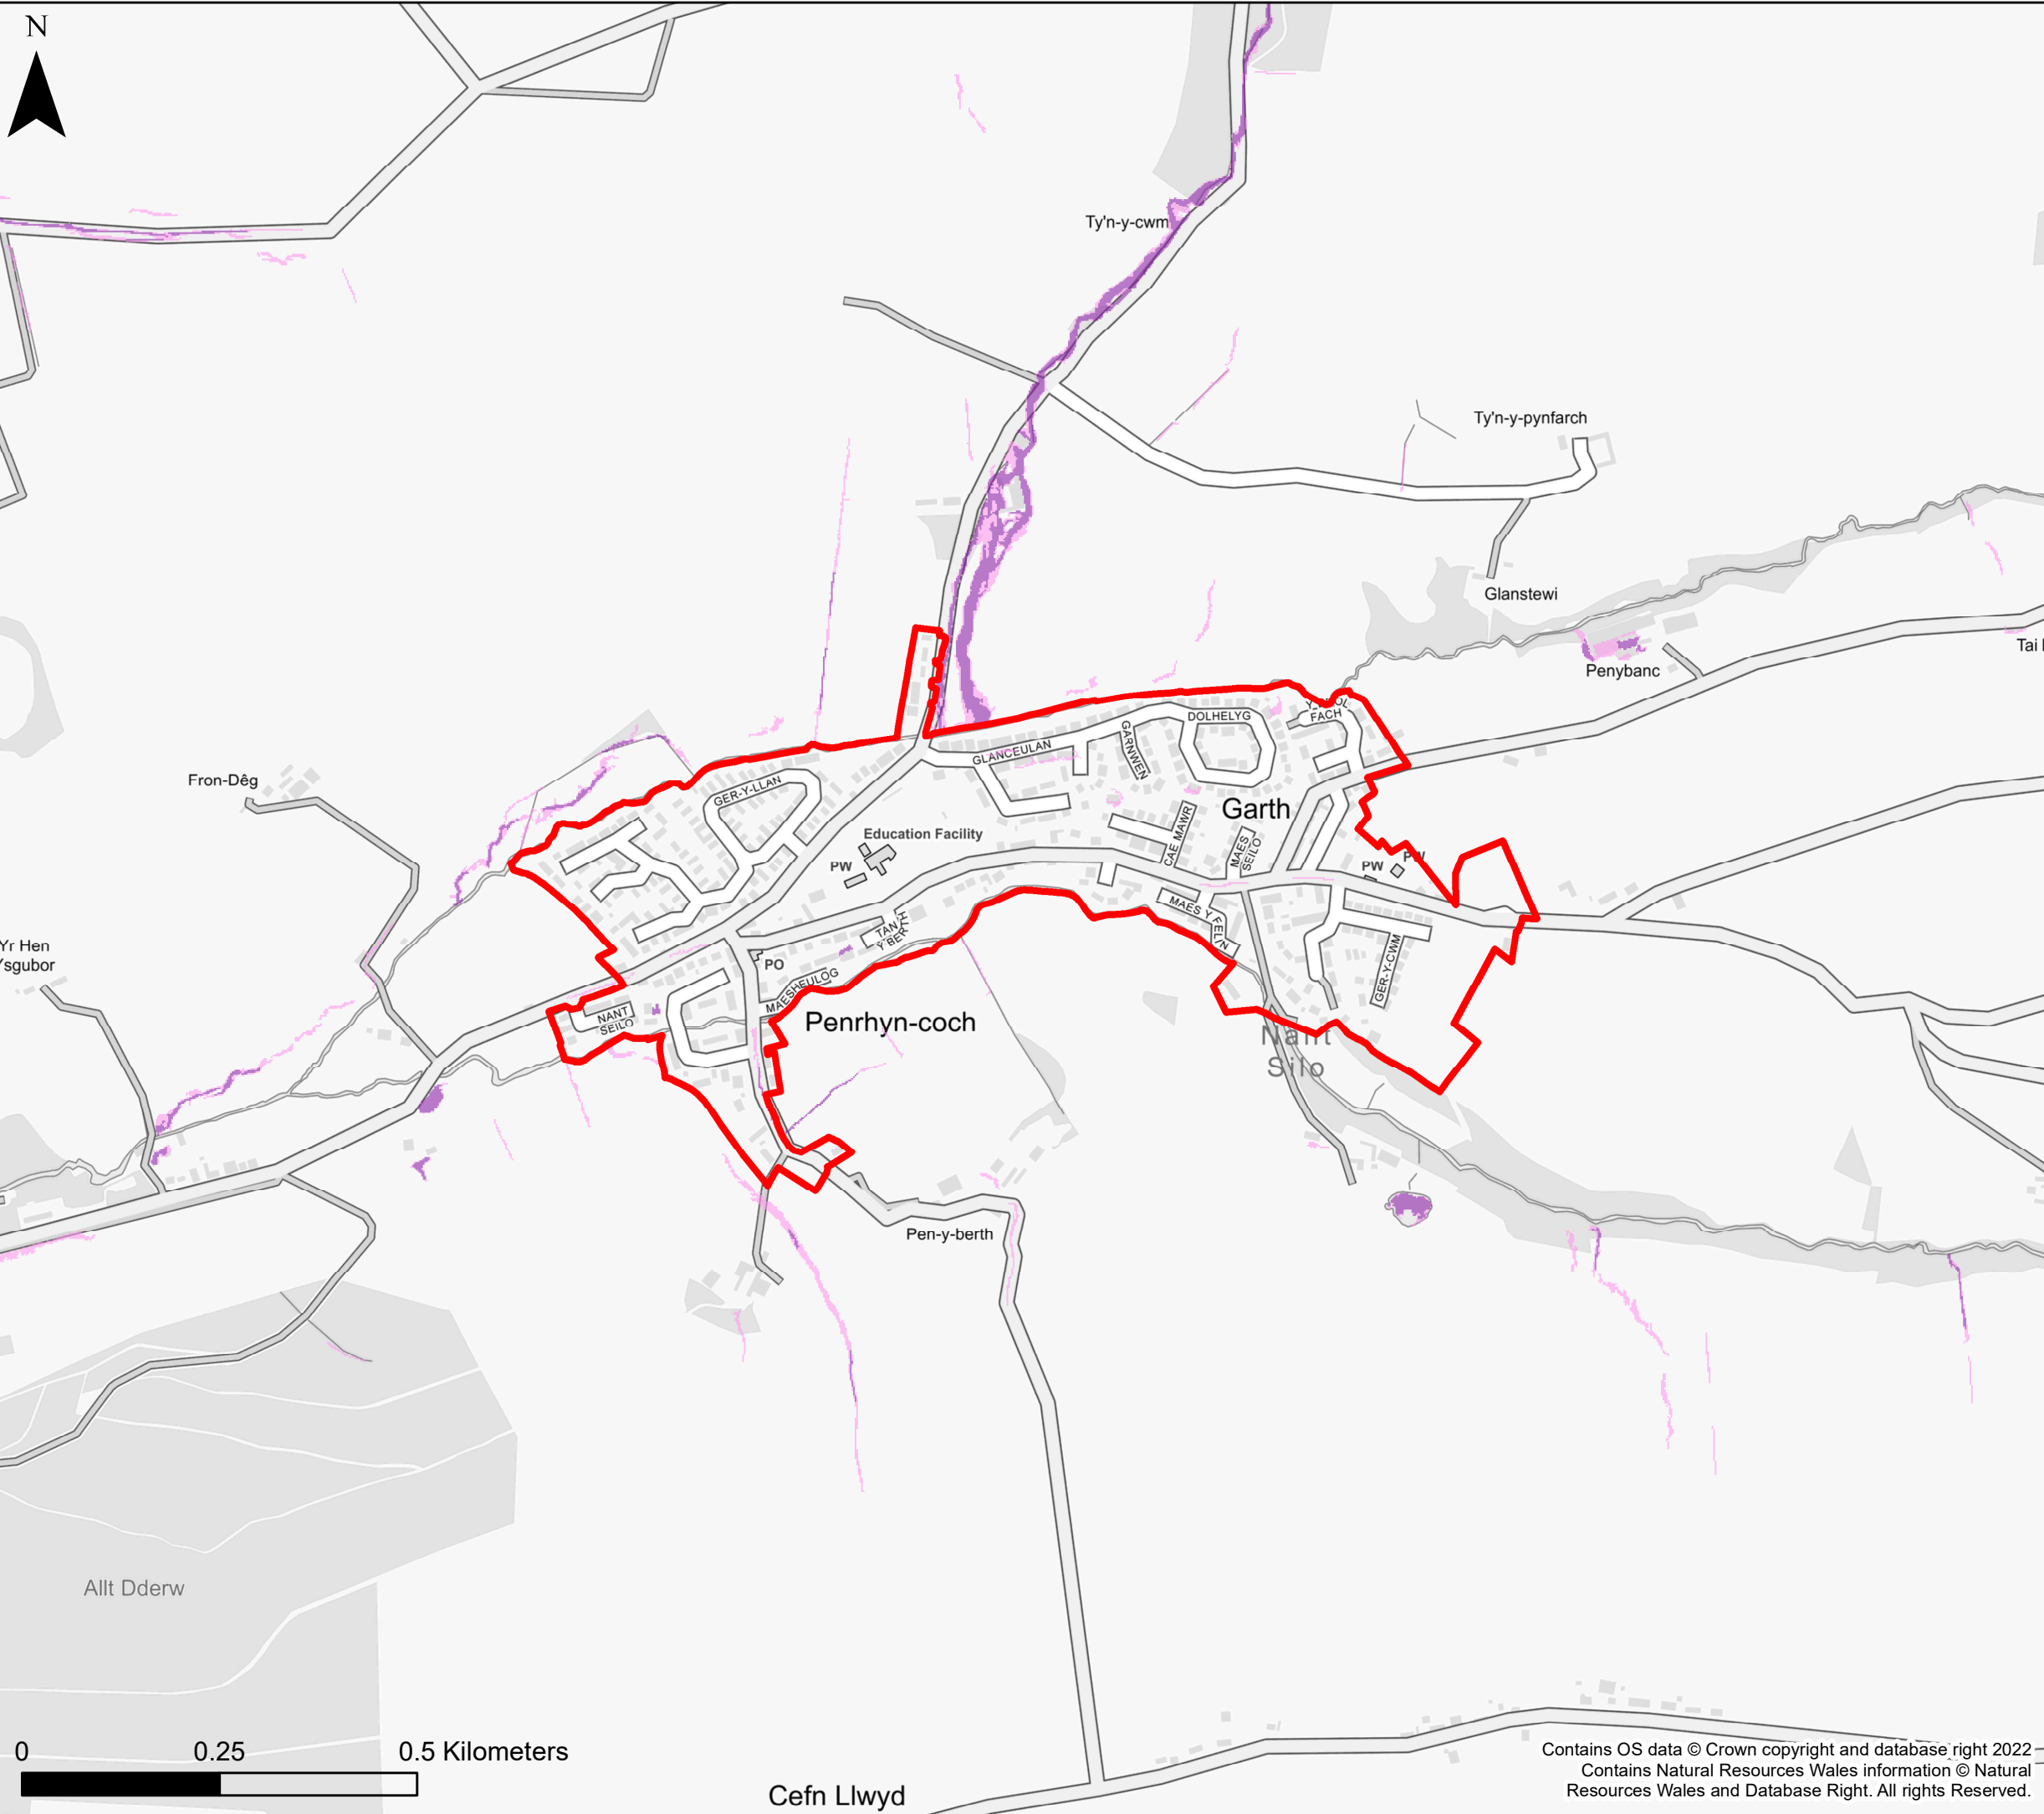 N
Ty'n-y-cwm
Ty'n-y-pynfarch
Glanstewi
Penybanc
Tai
Fron-Dêg
GER-Y-LLAN
GLANCEULAN
GARNWEN
DOLHELYG
FACH
Garth
Education Facility
PW
CAE MAWR
MAES
SEILO
PW
PW
MAES Y FELIN
TAN
Y BERTH
Yr Hen
Ysgubor
PO
MAESHEULOG
NANT
SEILO
GER-Y-CWM
Penrhyn-coch
Nant
Silo
Pen-y-berth
Allt Dderw
0 0.25 0.5 Kilometers
Cefn Llwyd
Contains OS data © Crown copyright and database right 2022
Contains Natural Resources Wales information © Natural
Resources Wales and Database Right. All rights Reserved.